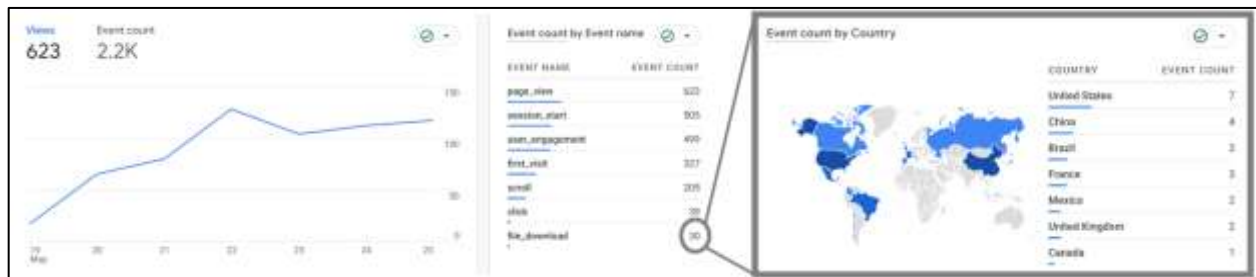 Views
623
Event count
2.2K
150
100
50
0
19
May
20
21
22
23
24
25
Event count by Event name
EVENT NAME EVENT COUNT
page_view 623
session_start 505
user_engagement
first_visit 327
scroll 205
click
file_download 30
Event count by Country
COUNTRY EVENT COUNT
United States 7
China 4
Brazil 3
France 3
Mexico 2
United Kingdom 2
Canada 1